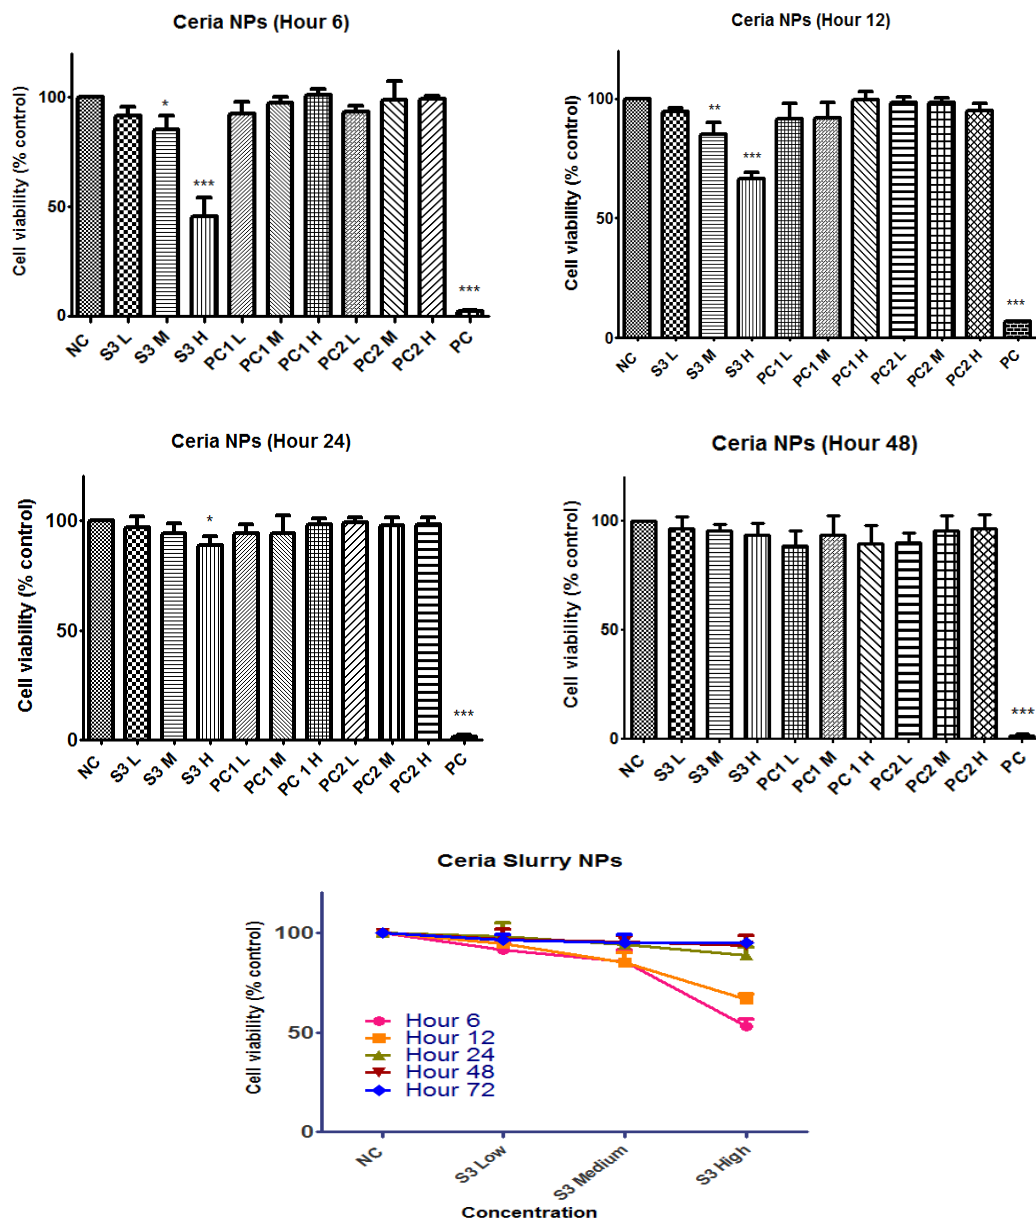 Ceria NPs (Hour 6)
Cell viability (% control)
100
50
0
*
***
***
NC
S3 L
S3 M
S3 H
PC1 L
PC1 M
PC1 H
PC2 L
PC2 M
PC2 H
PC
Ceria NPs (Hour 12)
Cell viability (% control)
100
50
0
**
***
***
NC
S3 L
S3 M
S3 H
PC1 L
PC1 M
PC1 H
PC2 L
PC2 M
PC2 H
PC
Ceria NPs (Hour 24)
Cell viability (% control)
100
50
0
*
***
NC
S3 L
S3 M
S3 H
PC1 L
PC1 M
PC 1 H
PC2 L
PC2 M
PC2 H
PC
Ceria NPs (Hour 48)
Cell viability (% control)
100
50
0
***
NC
S3 L
S3 M
S3 H
PC1 L
PC1 M
PC 1 H
PC2 L
PC2 M
PC2 H
PC
Ceria Slurry NPs
Cell viability (% control)
100
50
0
Hour 6
Hour 12
Hour 24
Hour 48
Hour 72
NC
S3 Low
S3 Medium
S3 High
Concentration